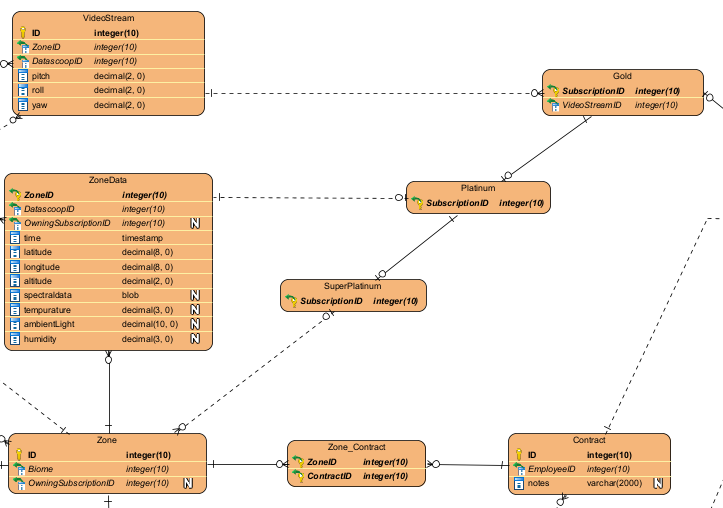 VideoStream
ID integer(10)
ZoneID integer(10)
DatascoopID integer(10)
pitch decimal(2, 0)
roll decimal(2, 0)
yaw decimal(2, 0)
Gold
SubscriptionID integer(10)
VideoStreamID integer(10)
ZoneData
ZoneID integer(10)
DatascoopID integer(10)
OwningSubscriptionID integer(10) N
time timestamp
latitude decimal(8, 0)
longitude decimal(8, 0)
altitude decimal(2, 0)
spectraldata blob N
tempurature decimal(3, 0) N
ambientLight decimal(10, 0) N
humidity decimal(3, 0) N
Platinum
SubscriptionID integer(10)
SuperPlatinum
SubscriptionID integer(10)
Zone
ID integer(10)
Biome integer(10)
OwningSubscriptionID integer(10) N
Zone_Contract
ZoneID integer(10)
ContractID integer(10)
Contract
ID integer(10)
EmployeeID integer(10)
notes varchar(2000) N